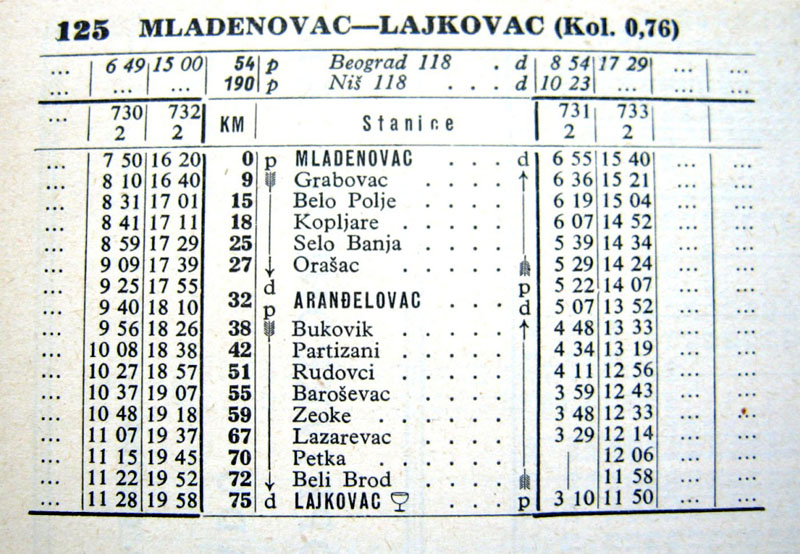 125 MLADENOVAC—LAJKOVAC (Kol. 0,76)
... 6 49 15 00 54 p Beograd 118 . d 8 54 17 29 ... ...
... ... ... 190 p Niš 118 . . . d 10 23 ... ... ...
... 730 732 KM Stanice 731 733 ... ...
2 2 2 2
... 7 50 16 20 0 p MLADENOVAC . . . d 6 55 15 40 ... ...
... 8 10 16 40 9 Grabovac . . . . ↑ 6 36 15 21 ... ...
... 8 31 17 01 15 Belo Polje . . . . 6 19 15 04 ... ...
... 8 41 17 11 18 Kopljare . . . . 6 07 14 52 ... ...
... 8 59 17 29 25 Selo Banja . . . . 5 39 14 34 ... ...
... 9 09 17 39 27 ↓ Orašac . . . . 5 29 14 24 ... ...
... 9 25 17 55 32 d ARANĐELOVAC . . . p 5 22 14 07 ... ...
... 9 40 18 10 p d 5 07 13 52 ... ...
... 9 56 18 26 38 Bukovik . . . . ↑ 4 48 13 33 ... ...
... 10 08 18 38 42 Partizani . . . . 4 34 13 19 ... ...
... 10 27 18 57 51 Rudovci . . . . . 4 11 12 56 ... ...
... 10 37 19 07 55 Baroševac . . . . 3 59 12 43 ... ...
... 10 48 19 18 59 Zeoke . . . . . 3 48 12 33 ... ...
... 11 07 19 37 67 Lazarevac . . . . 3 29 12 14 ... ...
... 11 15 19 45 70 Petka . . . . . | 12 06 ... ...
... 11 22 19 52 72 ↓ Beli Brod . . . . 11 58 ... ...
... 11 28 19 58 75 d LAJKOVAC . . . p 3 10 11 50 ... ...